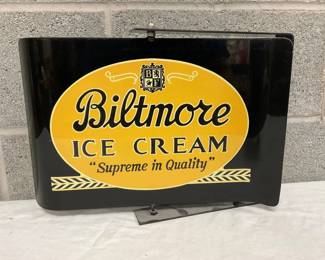 Biltmore
ICE CREAM
"Supreme in Quality"